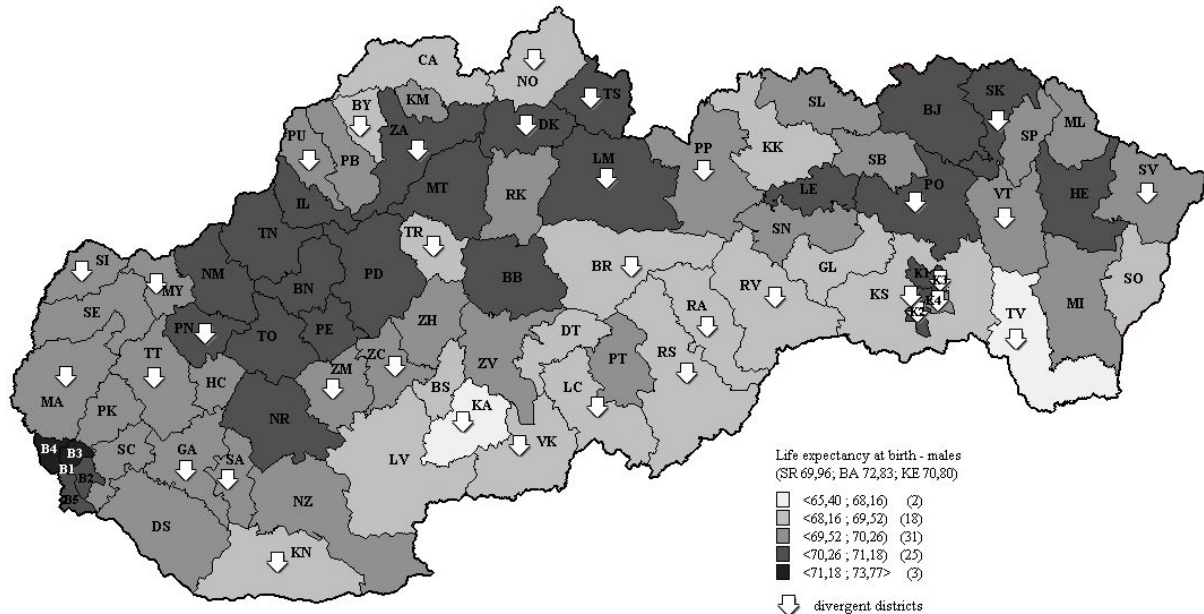 CA
NO
TS
BY
KM
ZA
DK
PU
PB
LM
PP
SL
KK
BJ
SK
SP
ML
SB
SV
MT
RK
LE
PO
VT
HE
IL
TN
TR
SN
SI
MY
NM
BN
PD
BB
BR
RV
GL
KS
K1
K3
K4
K2
SO
SE
PN
TO
PE
ZH
RA
TV
MI
MA
TT
HC
ZM
ZC
ZV
DT
PT
RS
PK
NR
BS
KA
LC
B4
B3
B1
B2
B5
SC
GA
SA
LV
VK
DS
NZ
KN
Life expectancy at birth - males
(SR 69,96; BA 72,83; KE 70,80)
<65,40 ; 68,16) (2)
<68,16 ; 69,52) (18)
<69,52 ; 70,26) (31)
<70,26 ; 71,18) (25)
<71,18 ; 73,77> (3)
divergent districts